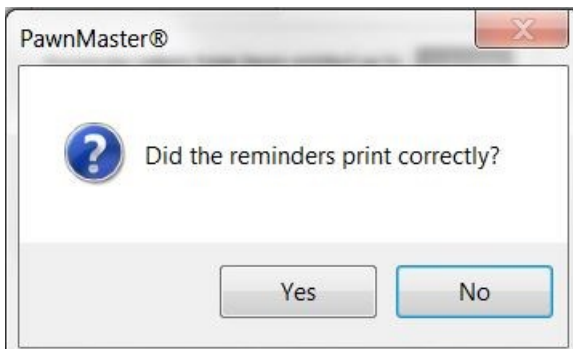 PawnMaster®
Did the reminders print correctly?
Yes
No